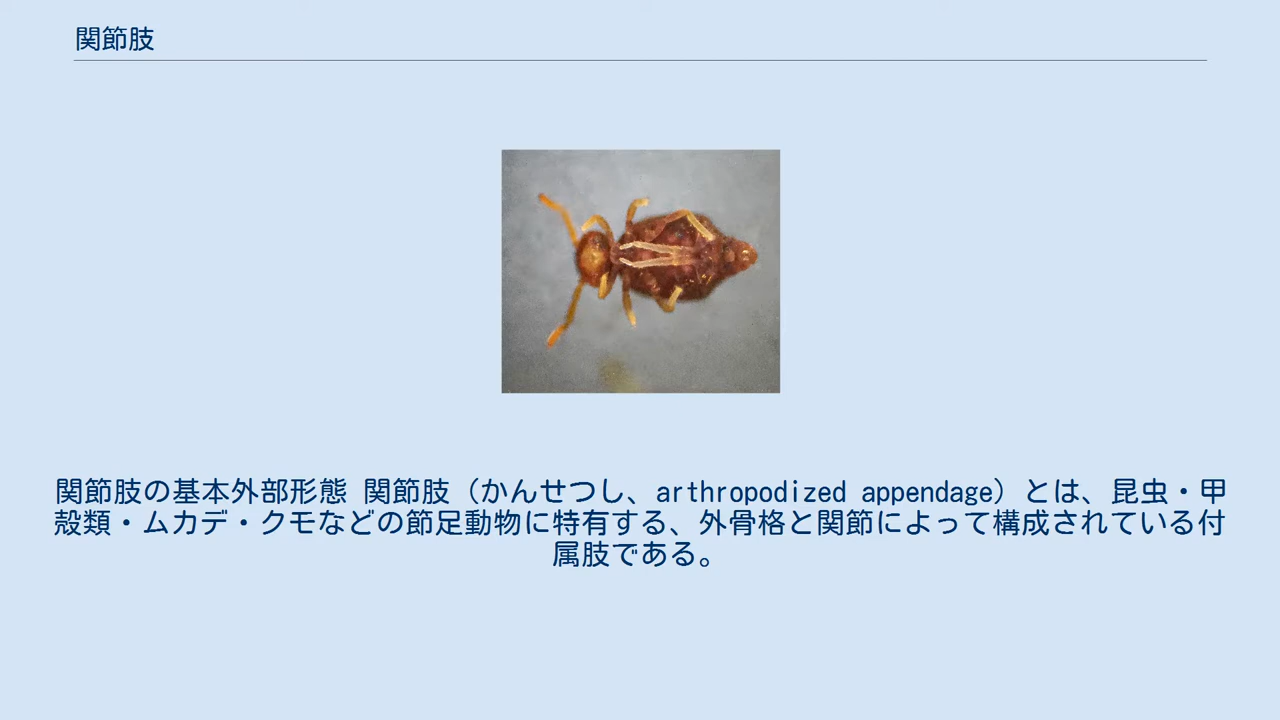 関節肢
関節肢の基本外部形態 関節肢（かんせつし、arthropodized appendage）とは、昆虫・甲
殻類・ムカデ・クモなどの節足動物に特有する、外骨格と関節によって構成されている付
属肢である。